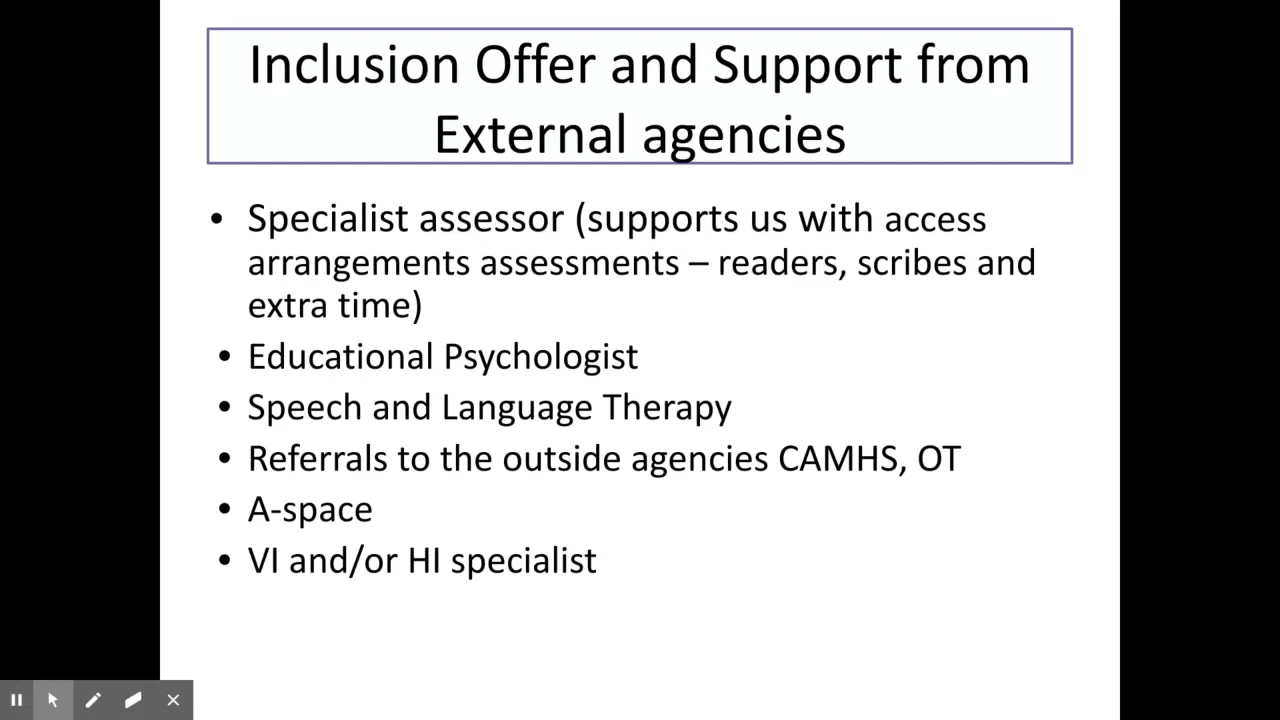 Inclusion Offer and Support from
External agencies
• Specialist assessor (supports us with access
arrangements assessments – readers, scribes and
extra time)
• Educational Psychologist
• Speech and Language Therapy
• Referrals to the outside agencies CAMHS, OT
• A-space
• VI and/or HI specialist